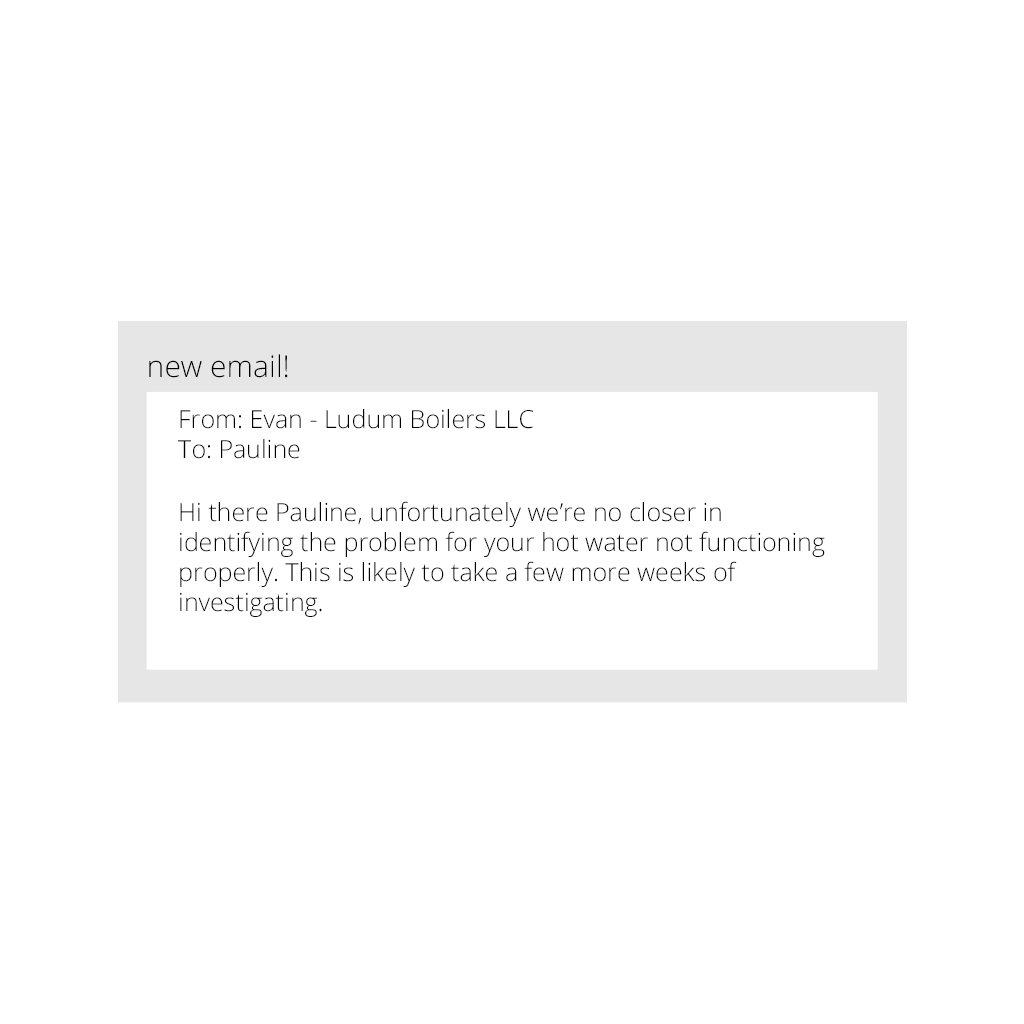 new email!
From: Evan - Ludum Boilers LLC
To: Pauline
Hi there Pauline, unfortunately we’re no closer in
identifying the problem for your hot water not functioning
properly. This is likely to take a few more weeks of
investigating.